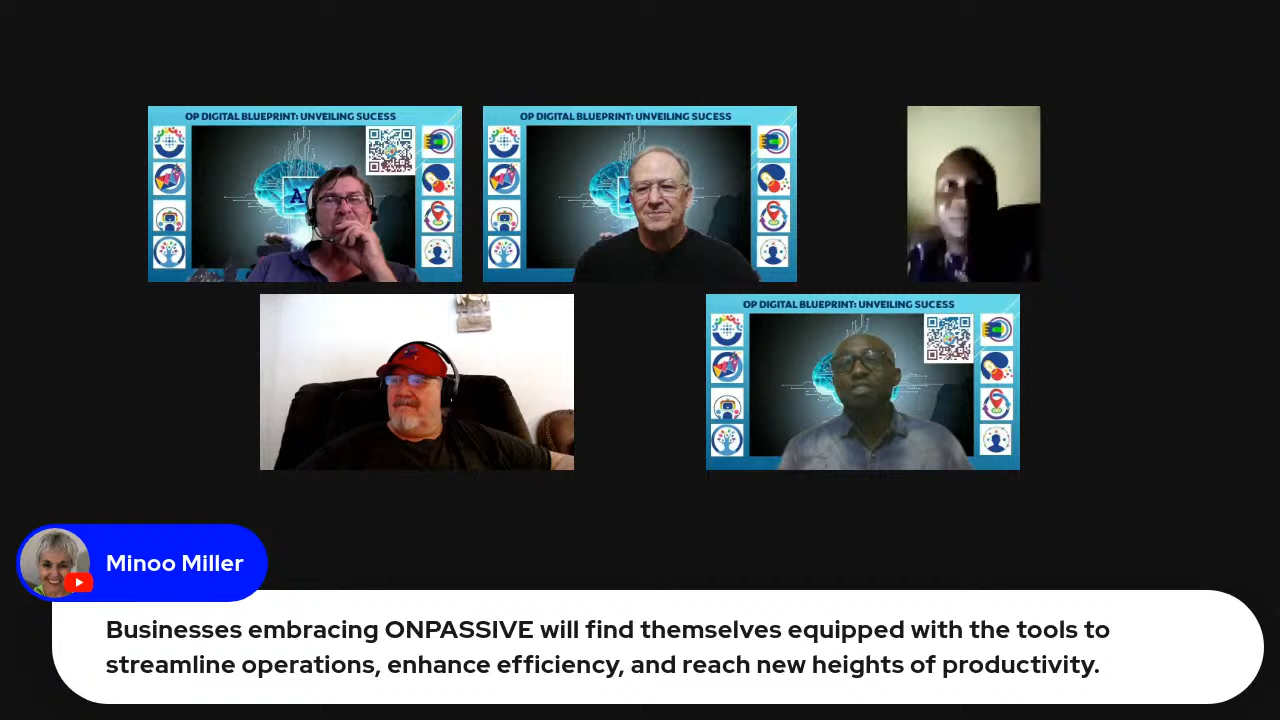 OP DIGITAL BLUEPRINT: UNVEILING SUCESS
OP DIGITAL BLUEPRINT: UNVEILING SUCESS
OP DIGITAL BLUEPRINT: UNVEILING SUCESS
Minoo Miller
Businesses embracing ONPASSIVE will find themselves equipped with the tools to
streamline operations, enhance efficiency, and reach new heights of productivity.